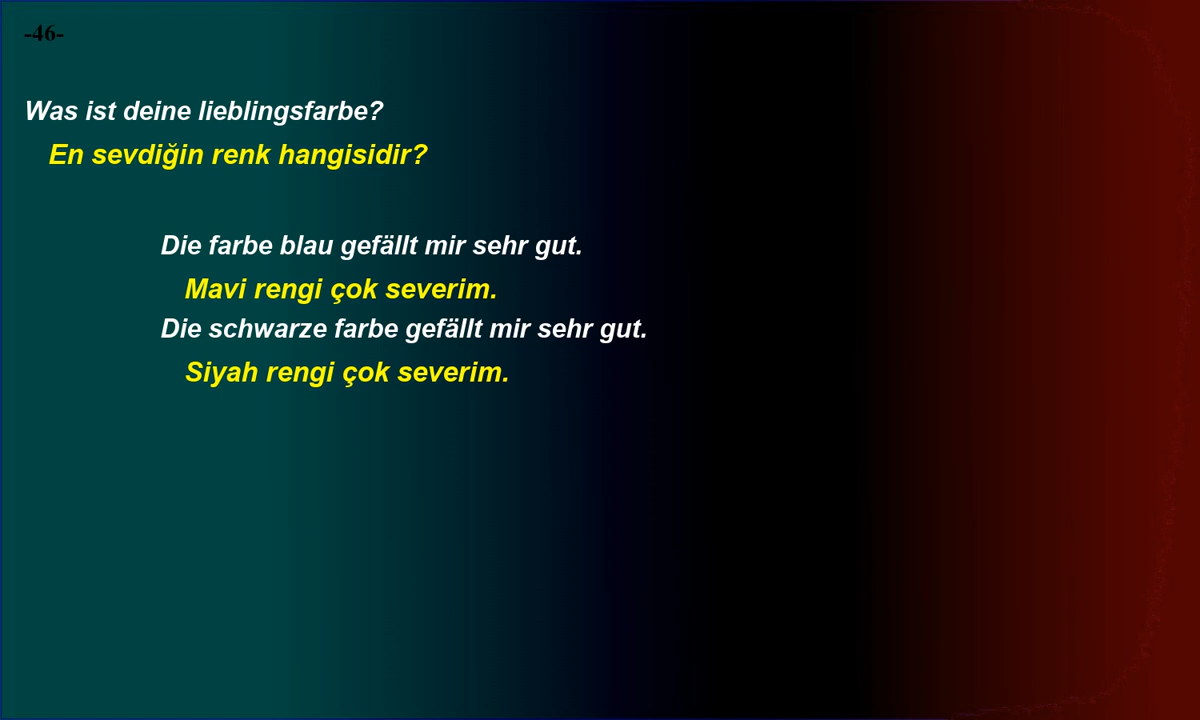 -46-
Was ist deine lieblingsfarbe?
En sevdiğin renk hangisidir?
Die farbe blau gefällt mir sehr gut.
Mavi rengi çok severim.
Die schwarze farbe gefällt mir sehr gut.
Siyah rengi çok severim.